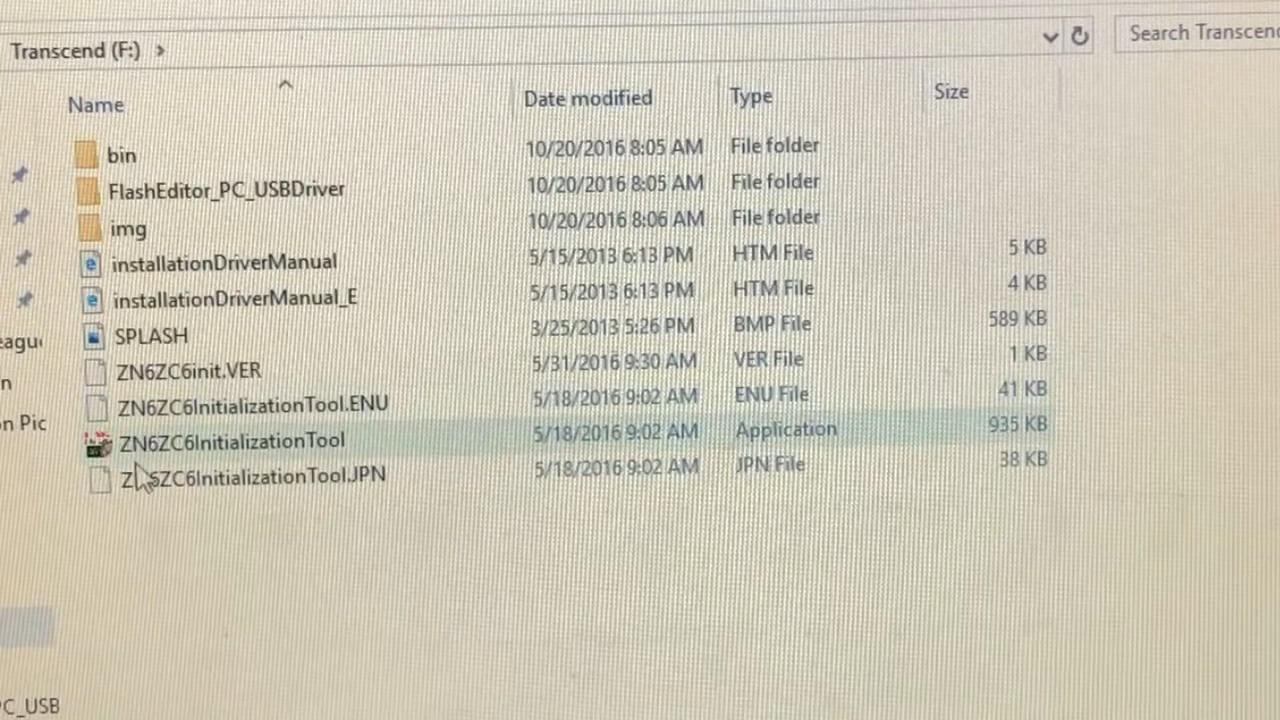 Transcend (F:) Search Transcend
Name Date modified Type Size
bin 10/20/2016 8:05 AM File folder
FlashEditor_PC_USBDriver 10/20/2016 8:05 AM File folder
img 10/20/2016 8:06 AM File folder
installationDriverManual 5/15/2013 6:13 PM HTM File 5 KB
installationDriverManual_E 5/15/2013 6:13 PM HTM File 4 KB
SPLASH 3/25/2013 5:26 PM BMP File 589 KB
eagu
ZN6ZC6init.VER 5/31/2016 9:30 AM VER File 1 KB
n
ZN6ZC6InitializationTool.ENU 5/18/2016 9:02 AM ENU File 41 KB
n Pic
ZN6ZC6InitializationTool 5/18/2016 9:02 AM Application 935 KB
ZN6ZC6InitializationTool.JPN 5/18/2016 9:02 AM JPN File 38 KB
PC_USB